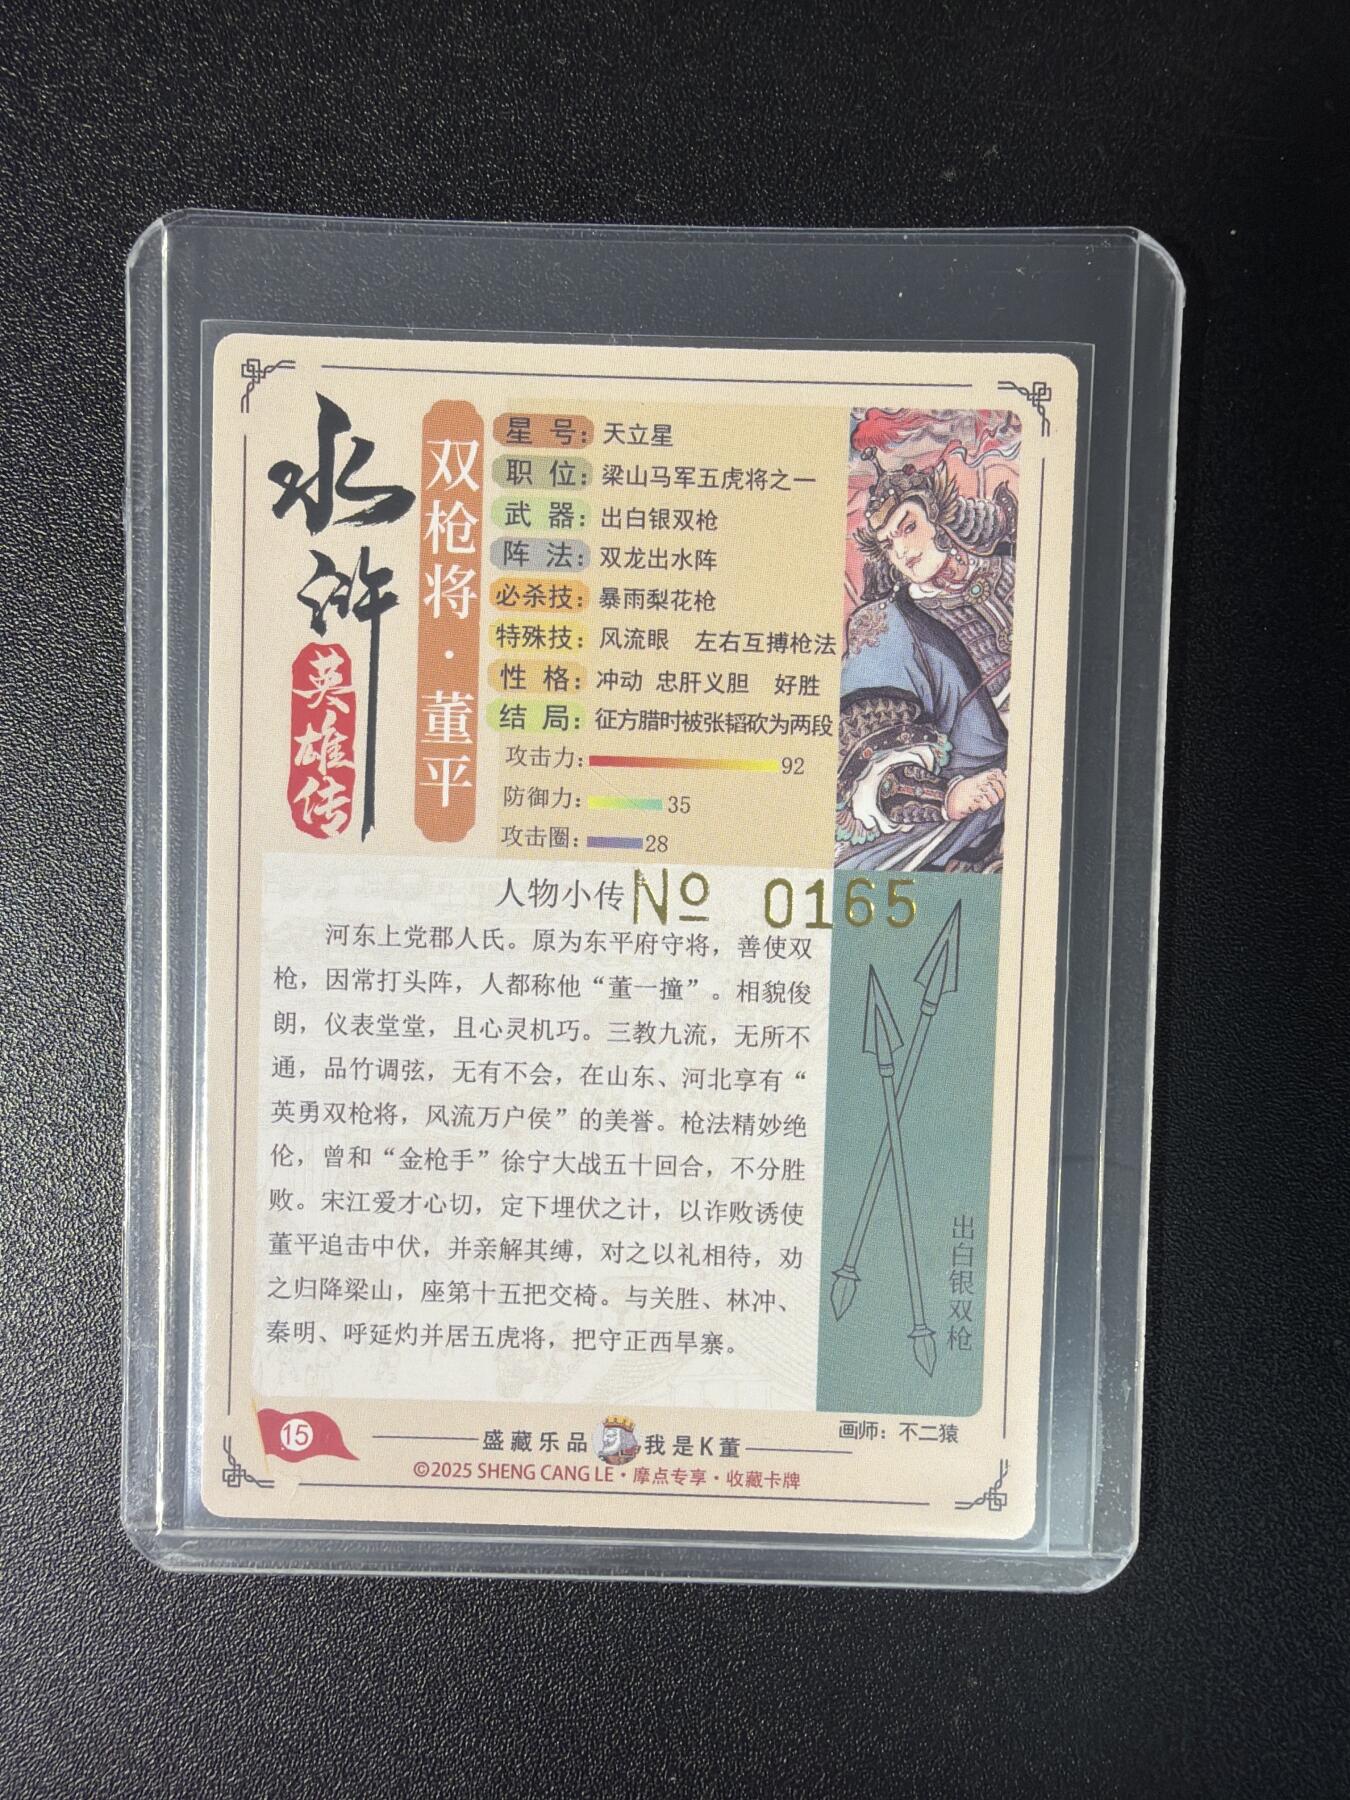 水浒
英雄传
双枪将·董平
星 号：天立星
职 位：梁山马军五虎将之一
武 器：出白银双枪
阵 法：双龙出水阵
必杀技：暴雨梨花枪
特殊技：风流眼 左右互搏枪法
性 格：冲动 忠肝义胆 好胜
结 局：征方腊时被张韬砍为两段
攻击力：92
防御力：35
攻击圈：28
人物小传
No 0165
河东上党郡人氏。原为东平府守将，善使双
枪，因常打头阵，人都称他“董一撞”。相貌俊
朗，仪表堂堂，且心灵机巧。三教九流，无所不
通，品竹调弦，无有不会，在山东、河北享有“
英勇双枪将，风流万户侯”的美誉。枪法精妙绝
伦，曾和“金枪手”徐宁大战五十回合，不分胜
败。宋江爱才心切，定下埋伏之计，以诈败诱使
董平追击中伏，并亲解其缚，对之以礼相待，劝
之归降梁山，座第十五把交椅。与关胜、林冲、
秦明、呼延灼并居五虎将，把守正西旱寨。
出白银双枪
15
盛藏乐品 我是K董
画师：不二猿
©2025 SHENG CANG LE·摩点专享·收藏卡牌